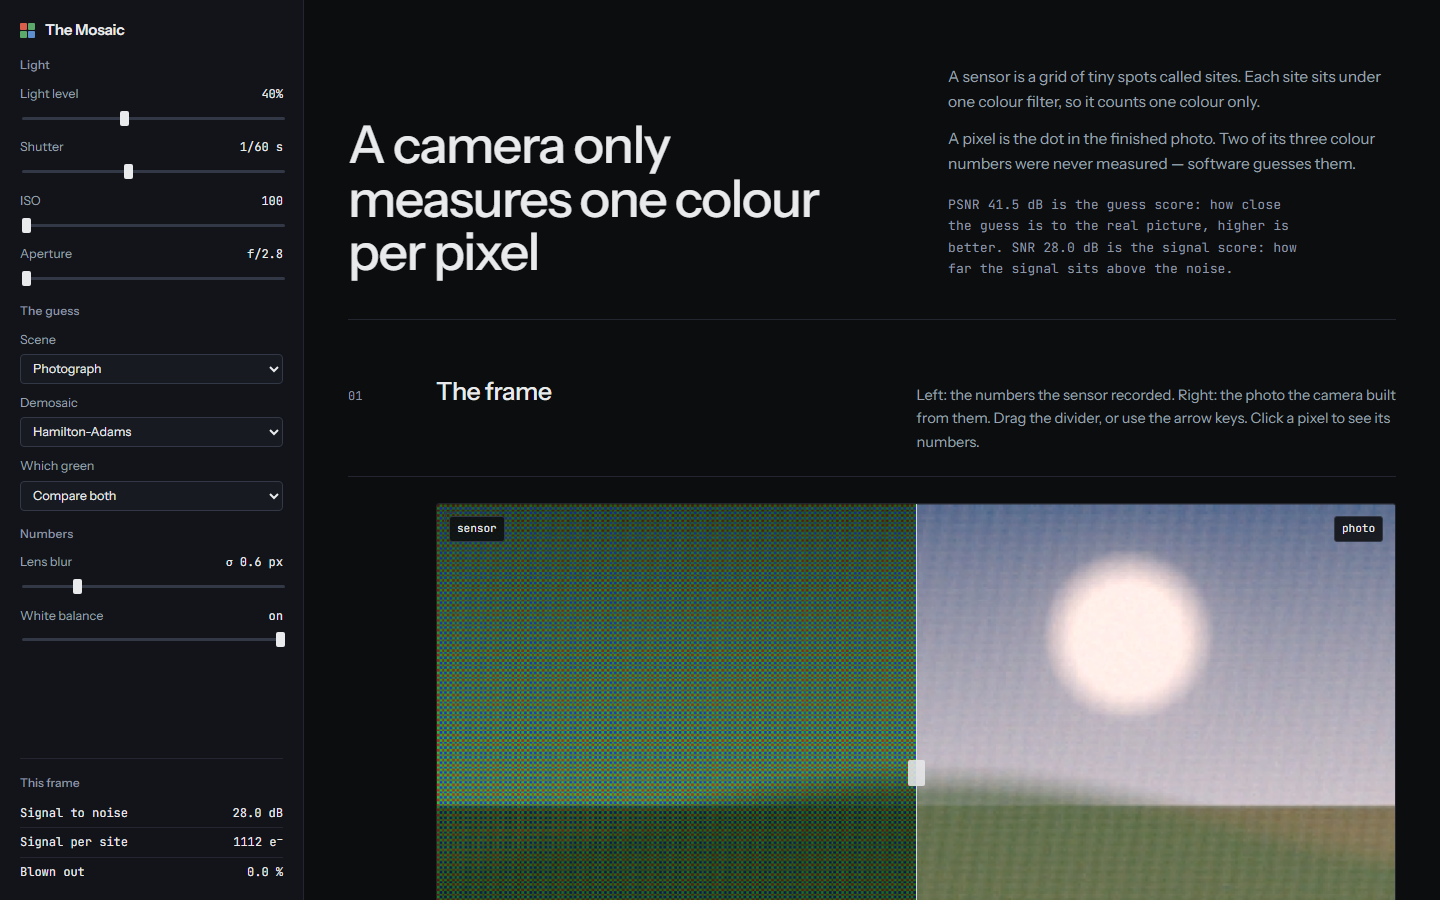 The Mosaic
Light
Light level 40%
Shutter 1/60 s
ISO 100
Aperture f/2.8
The guess
Scene
Photograph
Demosaic
Hamilton-Adams
Which green
Compare both
Numbers
Lens blur σ 0.6 px
White balance on
This frame
Signal to noise 28.0 dB
Signal per site 1112 e⁻
Blown out 0.0 %
A camera only
measures one colour
per pixel
A sensor is a grid of tiny spots called sites. Each site sits under
one colour filter, so it counts one colour only.
A pixel is the dot in the finished photo. Two of its three colour
numbers were never measured — software guesses them.
PSNR 41.5 dB is the guess score: how close
the guess is to the real picture, higher is
better. SNR 28.0 dB is the signal score: how
far the signal sits above the noise.
01
The frame
Left: the numbers the sensor recorded. Right: the photo the camera built
from them. Drag the divider, or use the arrow keys. Click a pixel to see its
numbers.
sensor
photo